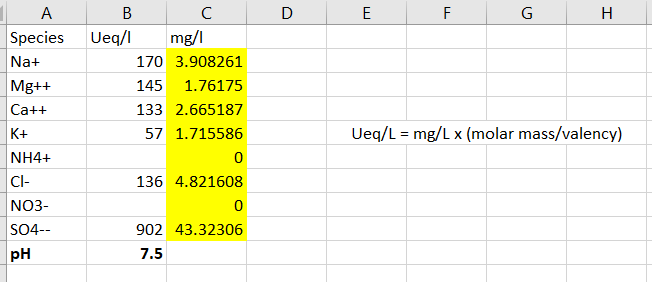 A B C D E F G H
Species Ueq/l mg/l
Na+ 170 3.908261
Mg++ 145 1.76175
Ca++ 133 2.665187
K+ 57 1.715586 Ueq/L = mg/L x (molar mass/valency)
NH4+ 0
Cl- 136 4.821608
NO3- 0
SO4-- 902 43.32306
pH 7.5